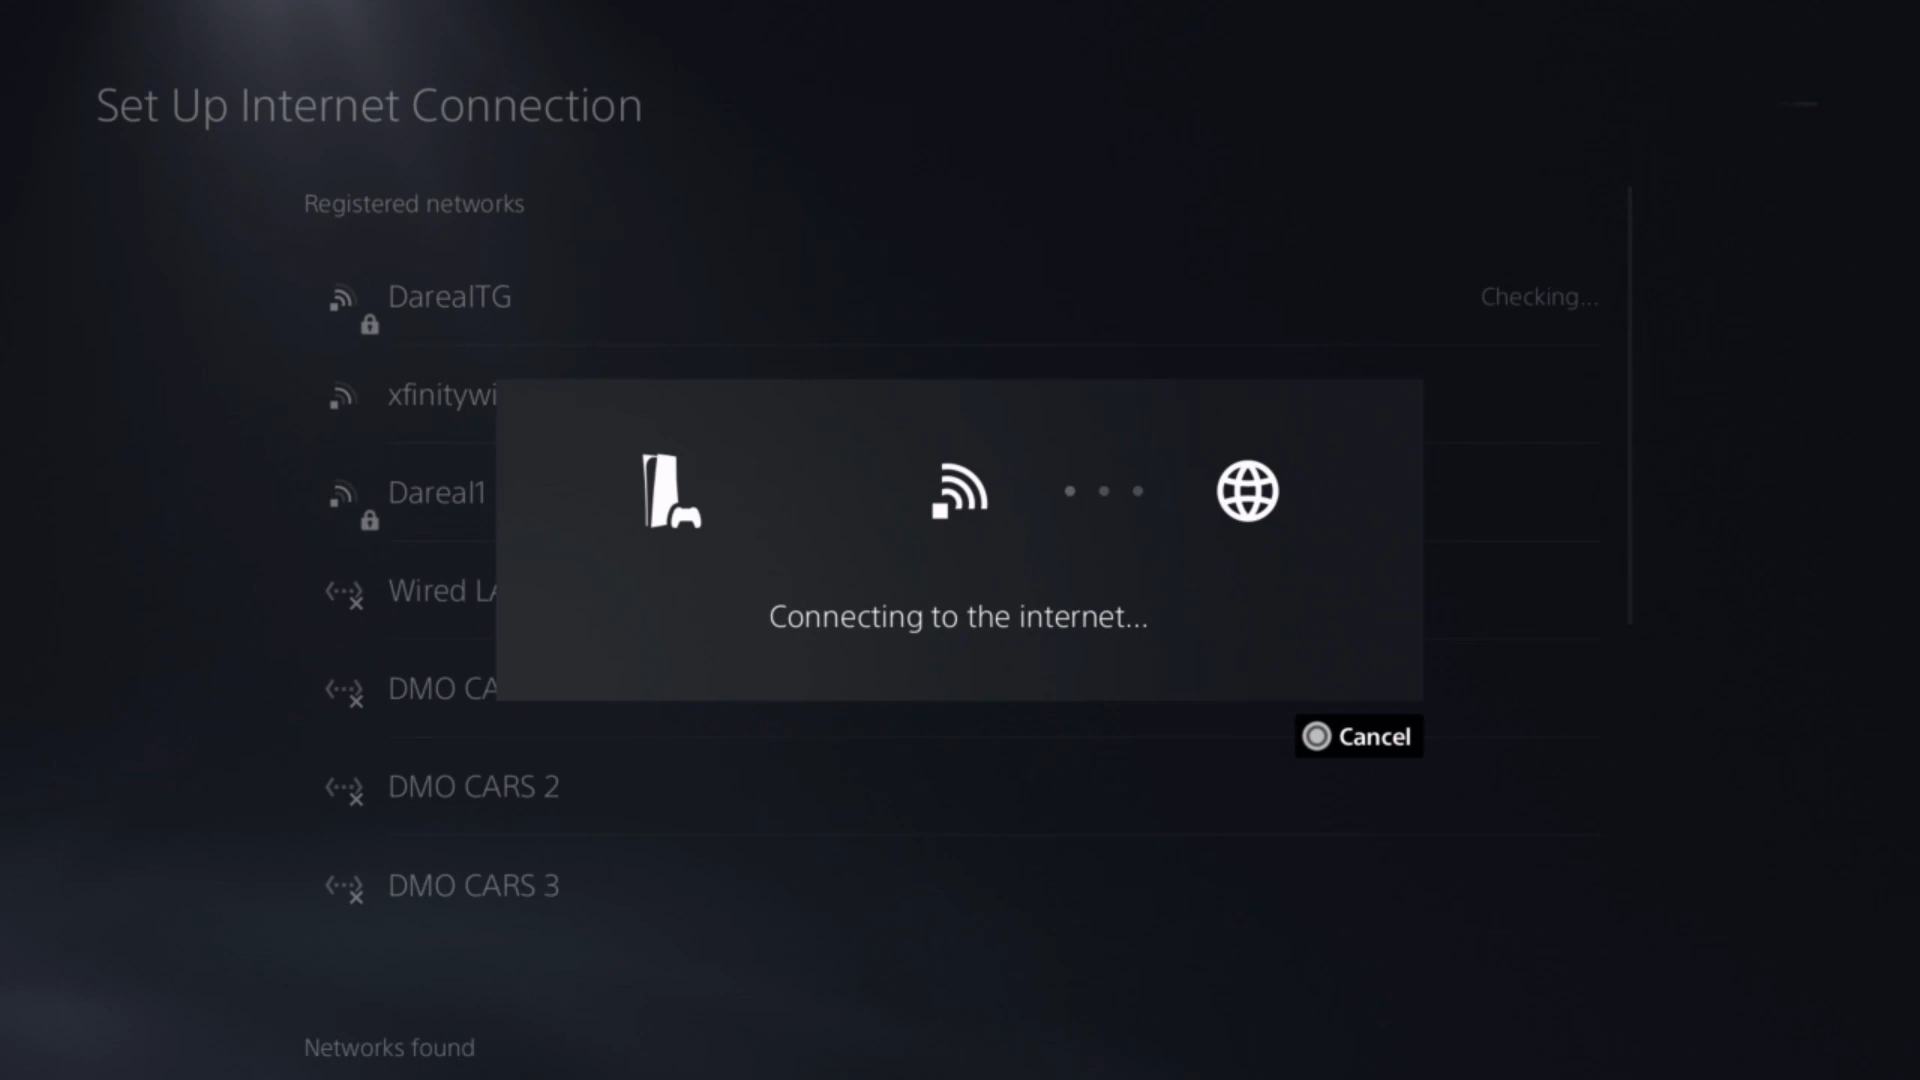 Set Up Internet Connection
Registered networks
DarealTG
Checking...
xfinitywi
Dareal1
Wired LA
DMO CA
Connecting to the internet...
Cancel
DMO CARS 2
DMO CARS 3
Networks found